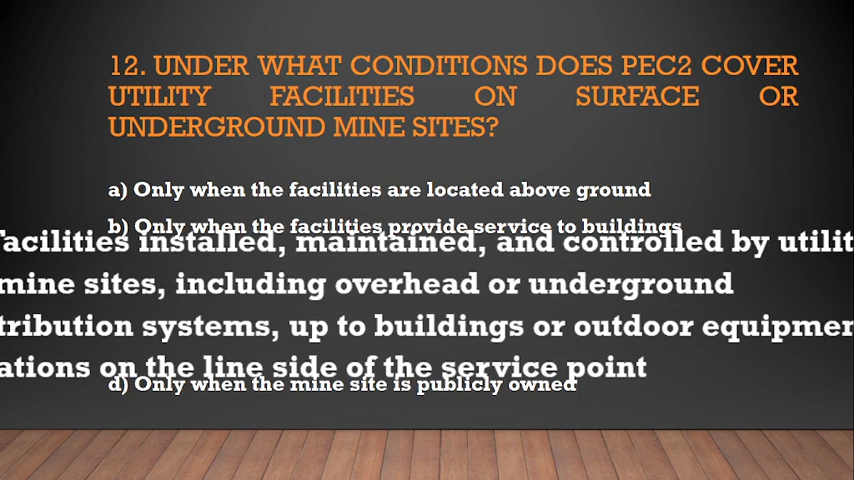 12. UNDER WHAT CONDITIONS DOES PEC2 COVER
UTILITY FACILITIES ON SURFACE OR
UNDERGROUND MINE SITES?
a) Only when the facilities are located above ground
b) Only when the facilities provide service to buildings
facilities installed, maintained, and controlled by utilit
mine sites, including overhead or underground
tribution systems, up to buildings or outdoor equipmen
ations on the line side of the service point
d) Only when the mine site is publicly owned